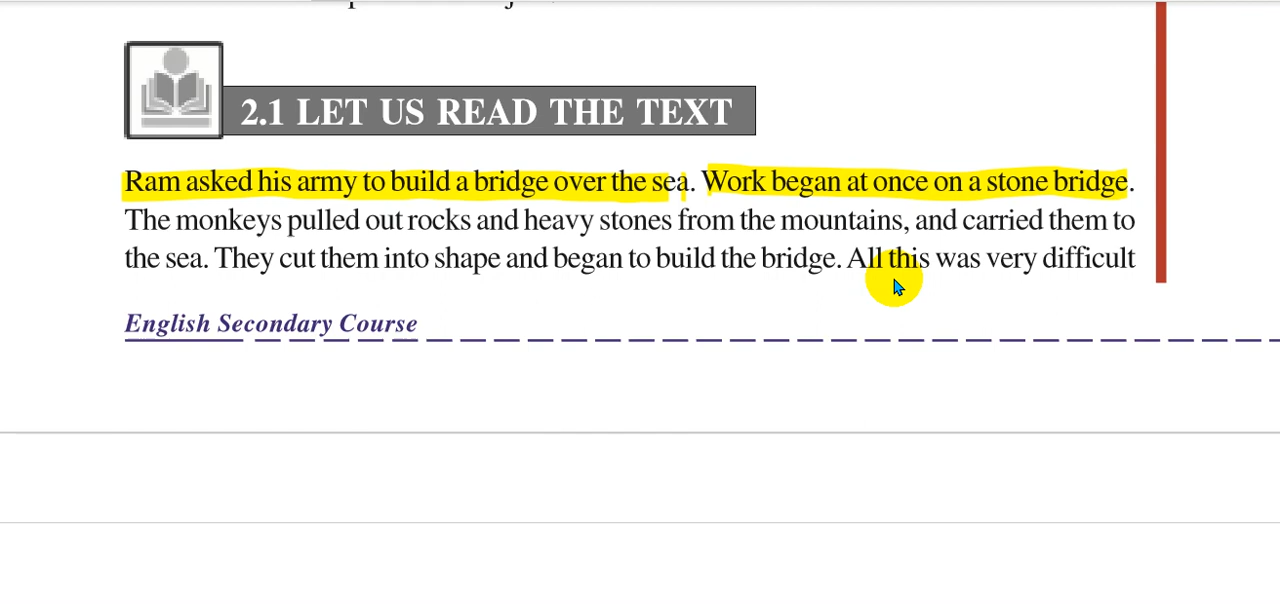 2.1 LET US READ THE TEXT
Ram asked his army to build a bridge over the sea. Work began at once on a stone bridge.
The monkeys pulled out rocks and heavy stones from the mountains, and carried them to
the sea. They cut them into shape and began to build the bridge. All this was very difficult
English Secondary Course